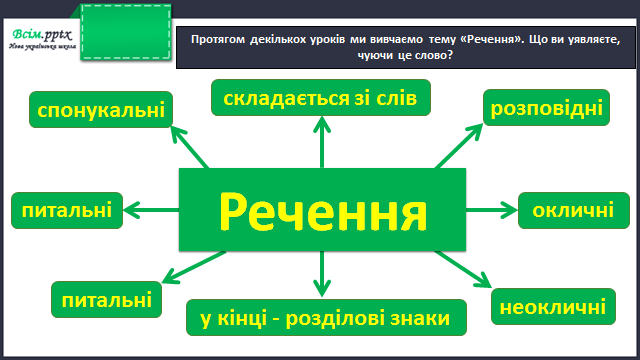 Всім.pptx
Нова українська школа
Протягом декількох уроків ми вивчаємо тему «Речення». Що ви уявляєте,
чуючи це слово?
спонукальні
складається зі слів
розповідні
питальні
Речення
окличні
питальні
у кінці - розділові знаки
неокличні